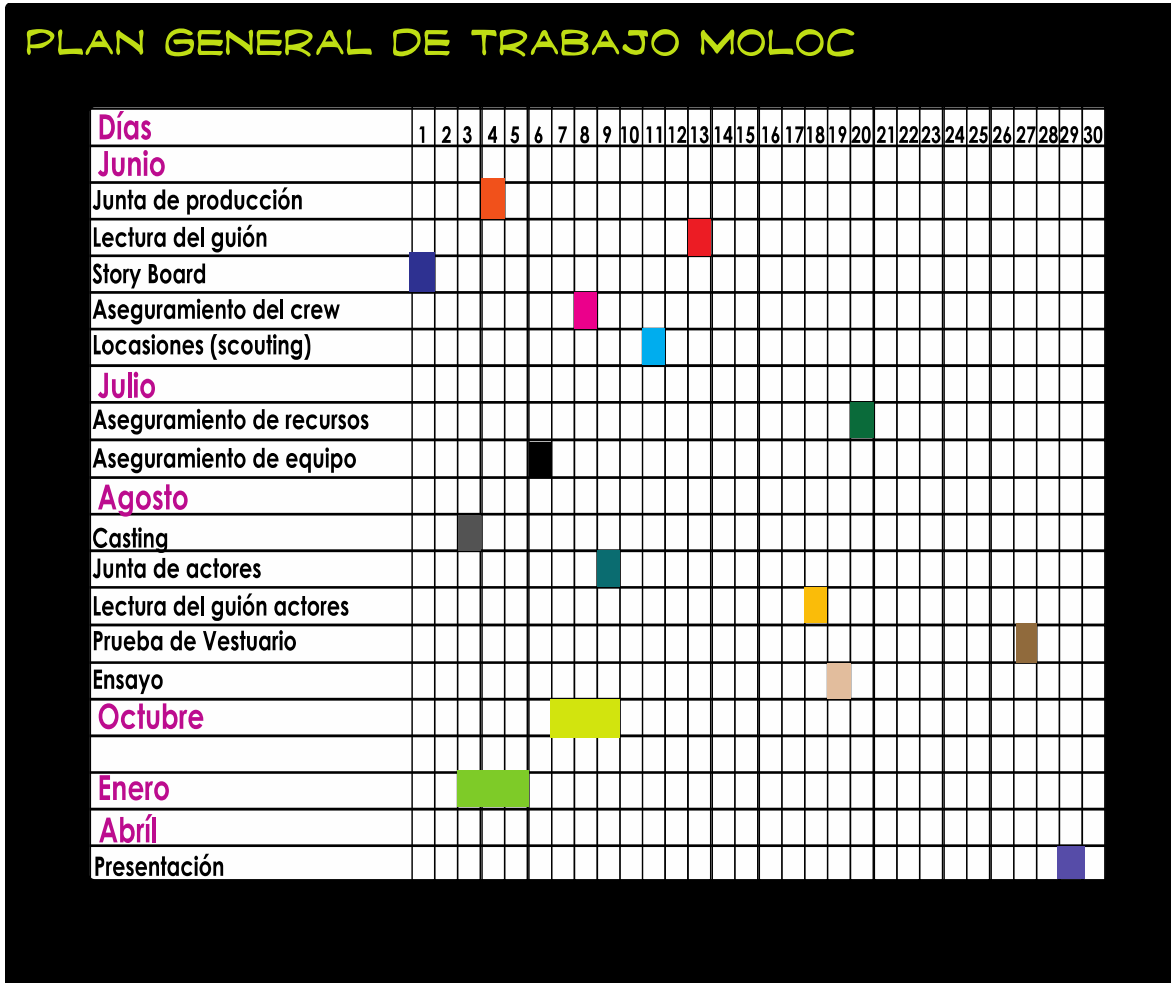 PLAN GENERAL DE TRABAJO MOLOC
Días 1 2 3 4 5 6 7 8 9 10 11 12 13 14 15 16 17 18 19 20 21 22 23 24 25 26 27 28 29 30
Junio
Junta de producción
Lectura del guión
Story Board
Aseguramiento del crew
Locasiones (scouting)
Julio
Aseguramiento de recursos
Aseguramiento de equipo
Agosto
Casting
Junta de actores
Lectura del guión actores
Prueba de Vestuario
Ensayo
Octubre
Enero
Abríl
Presentación